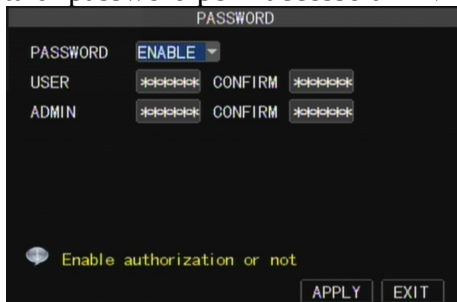 PASSWORD
PASSWORD ENABLE
USER ****** CONFIRM ******
ADMIN ****** CONFIRM ******
Enable authorization or not
APPLY EXIT